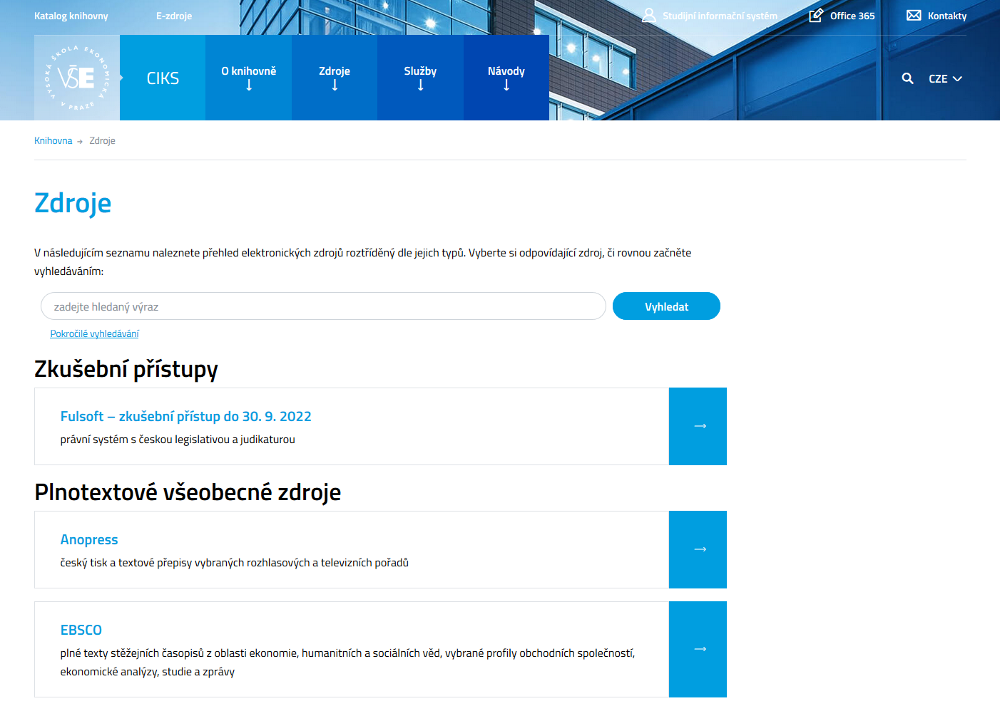 Katalog knihovny
E-zdroje
Studijní informační systém
Office 365
Kontakty
VYSOKÁ ŠKOLA EKONOMICKÁ V PRAZE
VŠE
CIKS
O knihovně
Zdroje
Služby
Návody
CZE
Knihovna → Zdroje
Zdroje
V následujícím seznamu naleznete přehled elektronických zdrojů roztříděný dle jejich typů. Vyberte si odpovídající zdroj, či rovnou začněte
vyhledáváním:
zadejte hledaný výraz
Vyhledat
Pokročilé vyhledávání
Zkušební přístupy
Fulsoft – zkušební přístup do 30. 9. 2022
právní systém s českou legislativou a judikaturou
Plnotextové všeobecné zdroje
Anopress
český tisk a textové přepisy vybraných rozhlasových a televizních pořadů
EBSCO
plné texty stěžejních časopisů z oblasti ekonomie, humanitních a sociálních věd, vybrané profily obchodních společností,
ekonomické analýzy, studie a zprávy